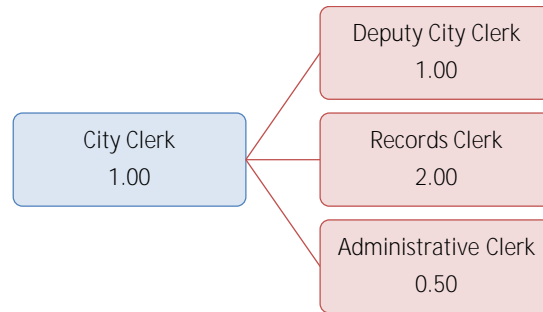 City Clerk
1.00
Deputy City Clerk
1.00
Records Clerk
2.00
Administrative Clerk
0.50